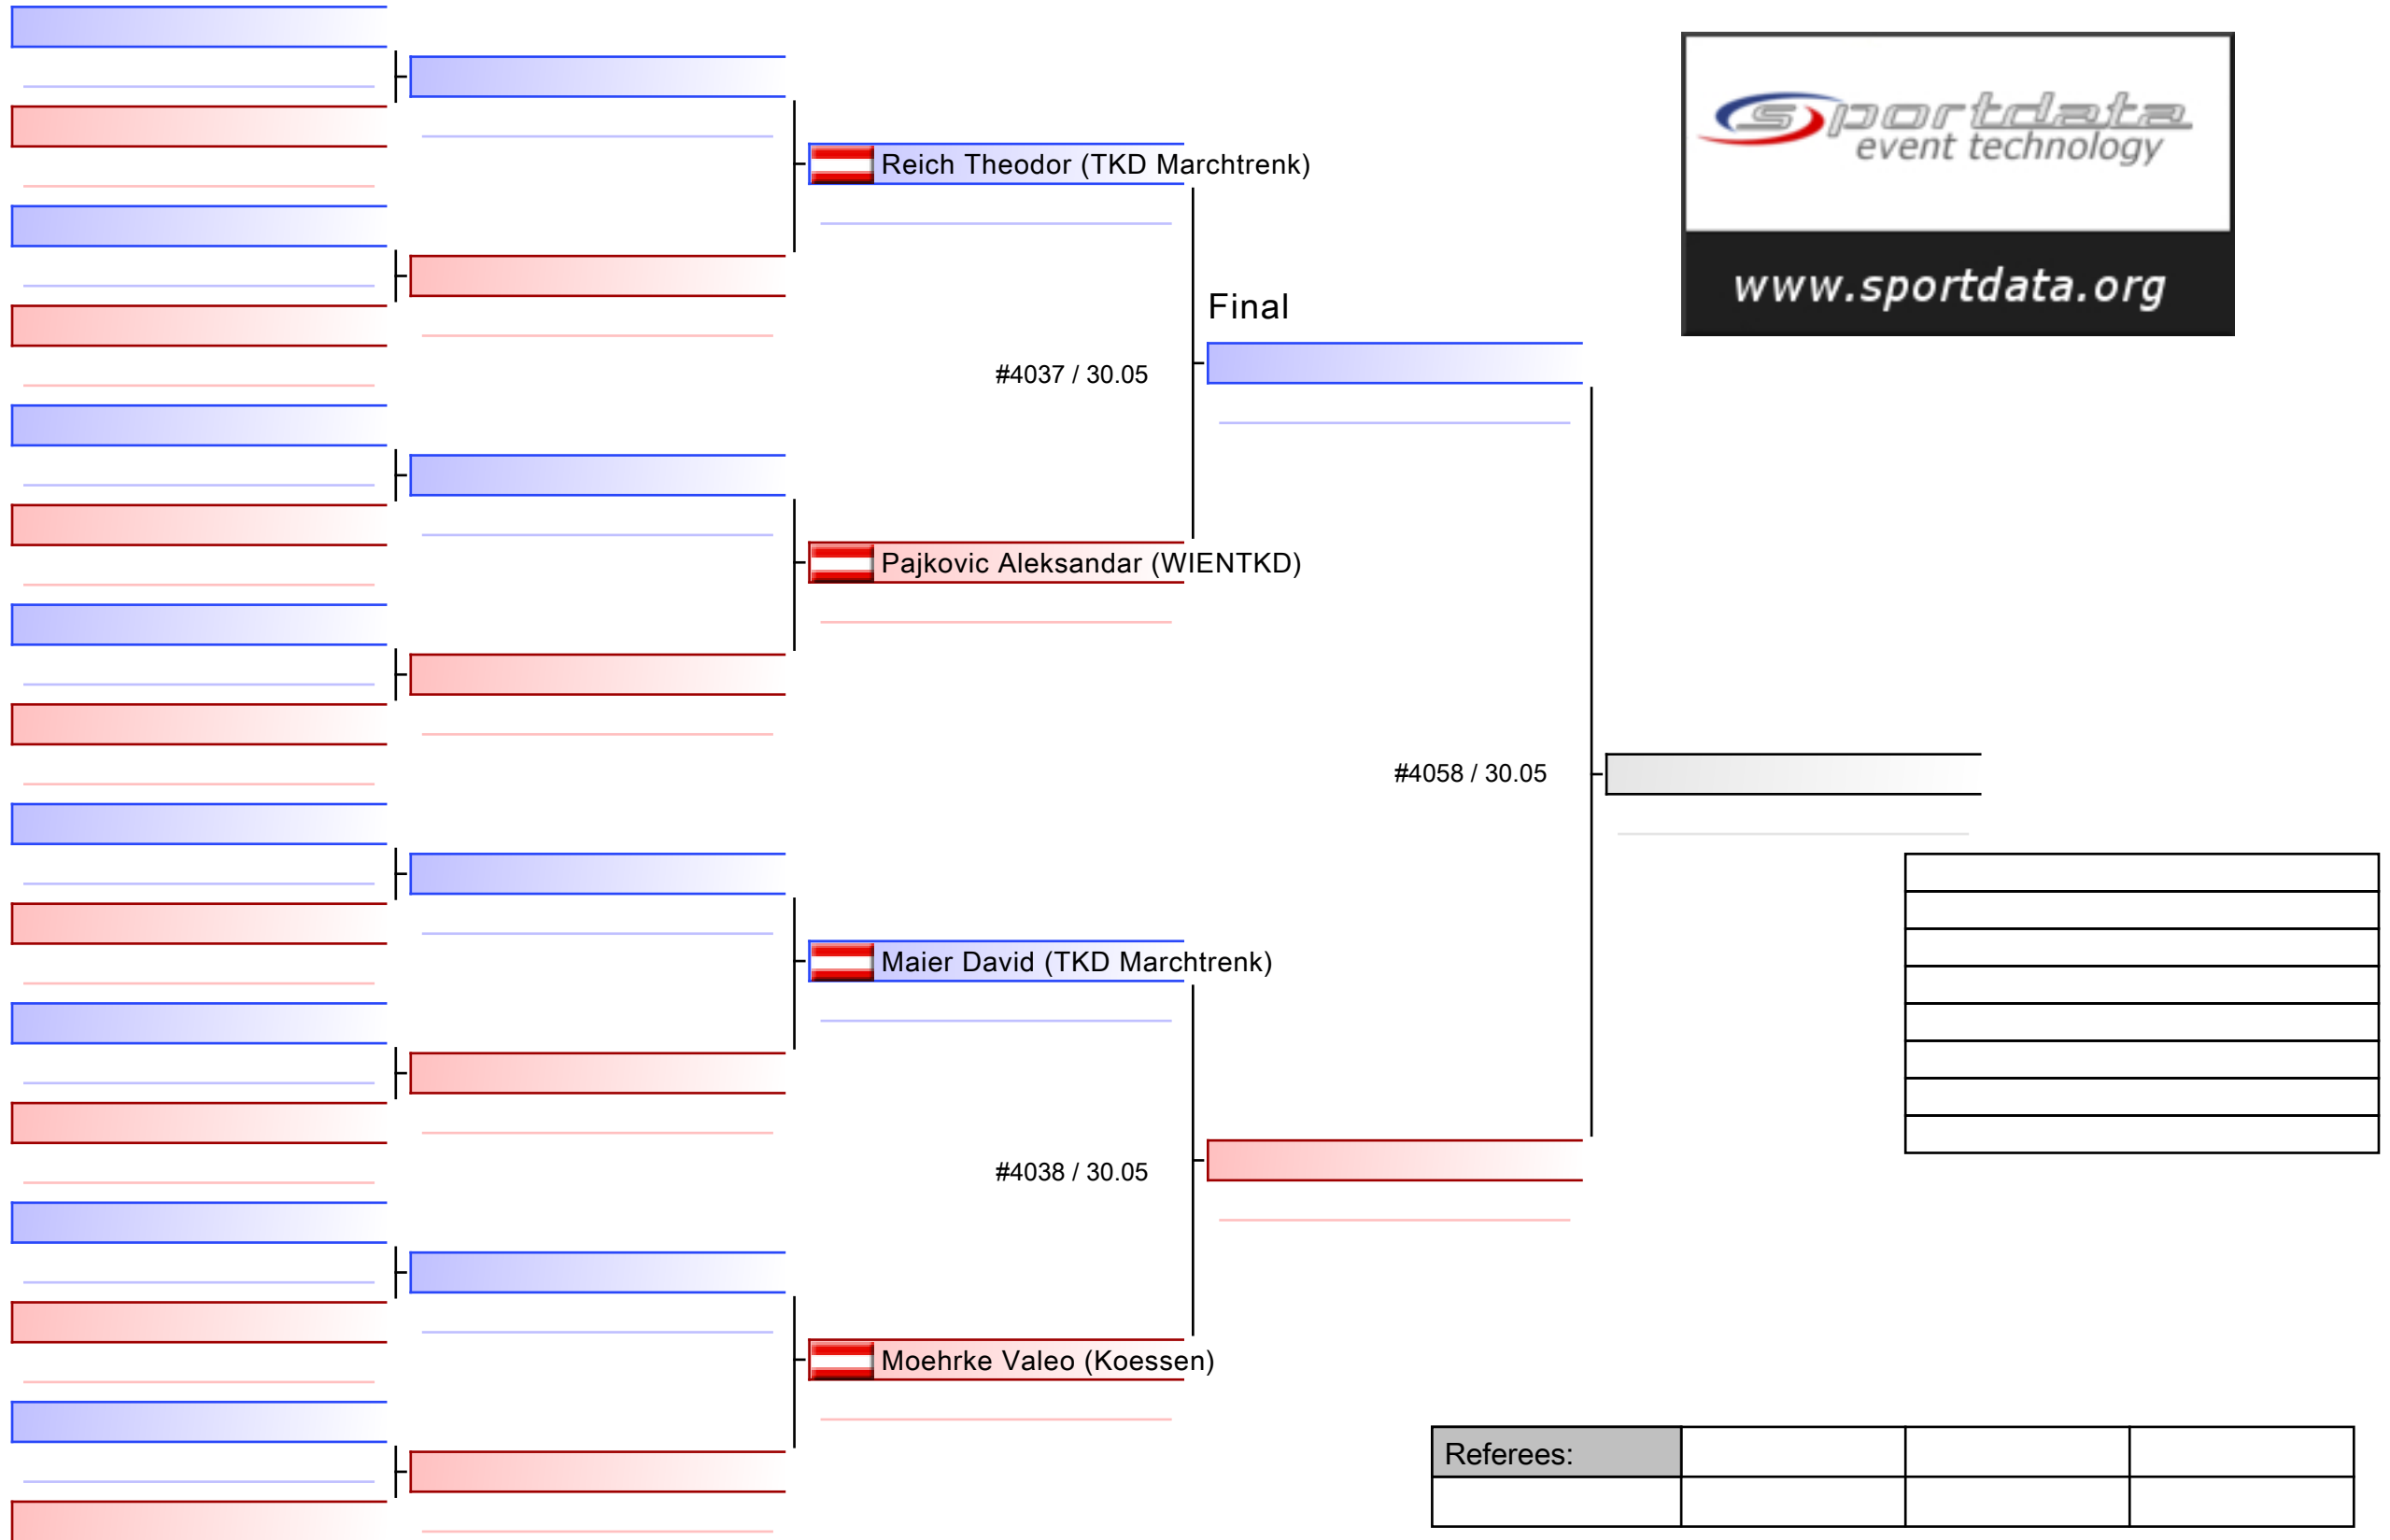 sportdata
event technology
www.sportdata.org
Reich Theodor (TKD Marchtrenk)
Final
#4037 / 30.05
Pajkovic Aleksandar (WIENTKD)
#4058 / 30.05
Maier David (TKD Marchtrenk)
#4038 / 30.05
Moehrke Valeo (Koessen)
Referees: